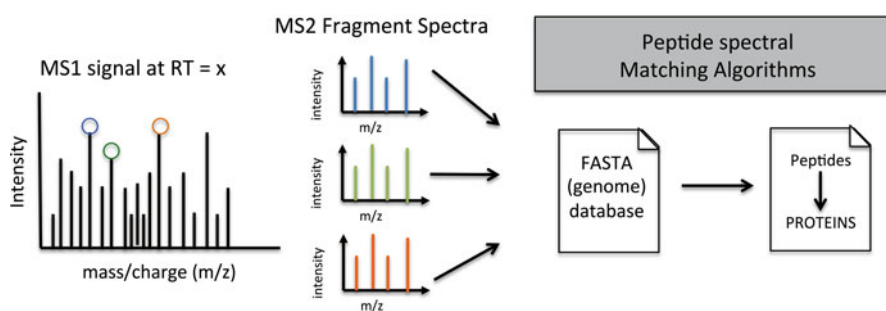 MS2 Fragment Spectra
Peptide spectral
Matching Algorithms
MS1 signal at RT = x
Intensity
mass/charge (m/z)
intensity
m/z
intensity
m/z
intensity
m/z
FASTA
(genome)
database
Peptides
PROTEINS